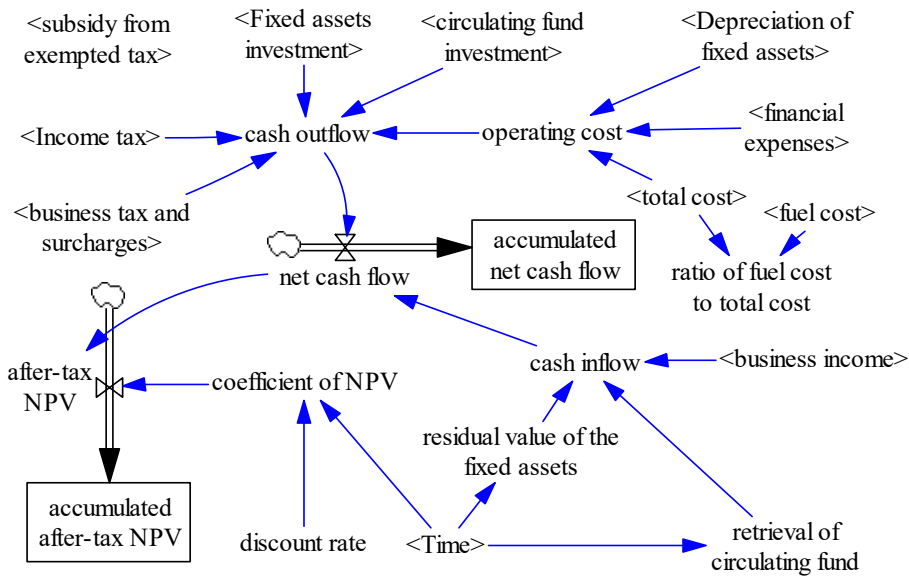 <subsidy from
exempted tax>
<Fixed assets
investment>
<circulating fund
investment>
<Depreciation of
fixed assets>
<Income tax>
cash outflow
operating cost
<financial
expenses>
<business tax and
surcharges>
<total cost>
<fuel cost>
accumulated
net cash flow
net cash flow
ratio of fuel cost
to total cost
after-tax
NPV
coefficient of NPV
cash inflow
<business income>
residual value of the
fixed assets
accumulated
after-tax NPV
discount rate
<Time>
retrieval of
circulating fund